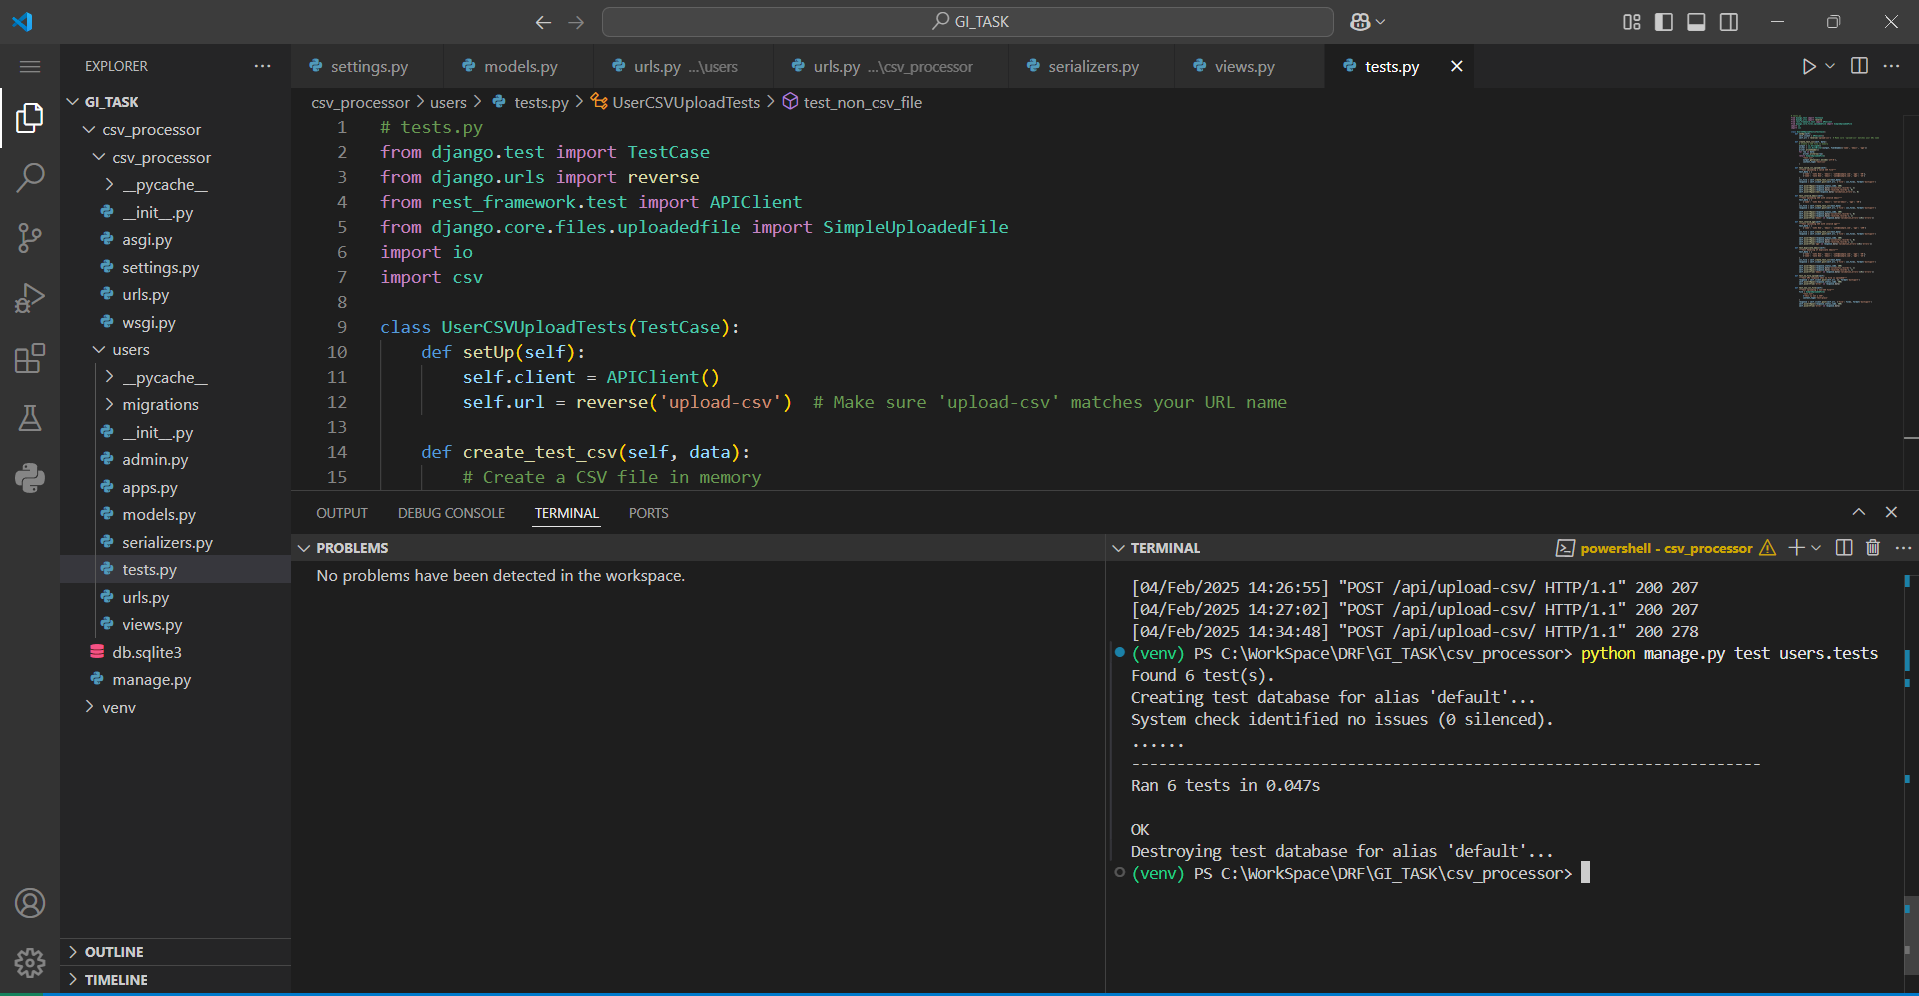 GI_TASK
EXPLORER
GI_TASK
csv_processor
csv_processor
__pycache__
__init__.py
asgi.py
settings.py
urls.py
wsgi.py
users
__pycache__
migrations
__init__.py
admin.py
apps.py
models.py
serializers.py
tests.py
urls.py
views.py
db.sqlite3
manage.py
venv
OUTLINE
TIMELINE
settings.py models.py urls.py ...\users urls.py ...\csv_processor serializers.py views.py tests.py
csv_processor > users > tests.py > UserCSVUploadTests > test_non_csv_file
1 # tests.py
2 from django.test import TestCase
3 from django.urls import reverse
4 from rest_framework.test import APIClient
5 from django.core.files.uploadedfile import SimpleUploadedFile
6 import io
7 import csv
8
9 class UserCSVUploadTests(TestCase):
10 def setUp(self):
11 self.client = APIClient()
12 self.url = reverse('upload-csv') # Make sure 'upload-csv' matches your URL name
13
14 def create_test_csv(self, data):
15 # Create a CSV file in memory
OUTPUT DEBUG CONSOLE TERMINAL PORTS
PROBLEMS
No problems have been detected in the workspace.
TERMINAL powershell - csv_processor
[04/Feb/2025 14:26:55] "POST /api/upload-csv/ HTTP/1.1" 200 207
[04/Feb/2025 14:27:02] "POST /api/upload-csv/ HTTP/1.1" 200 207
[04/Feb/2025 14:34:48] "POST /api/upload-csv/ HTTP/1.1" 200 278
(venv) PS C:\WorkSpace\DRF\GI_TASK\csv_processor> python manage.py test users.tests
Found 6 test(s).
Creating test database for alias 'default'...
System check identified no issues (0 silenced).
......
----------------------------------------------------------------------
Ran 6 tests in 0.047s
OK
Destroying test database for alias 'default'...
(venv) PS C:\WorkSpace\DRF\GI_TASK\csv_processor>